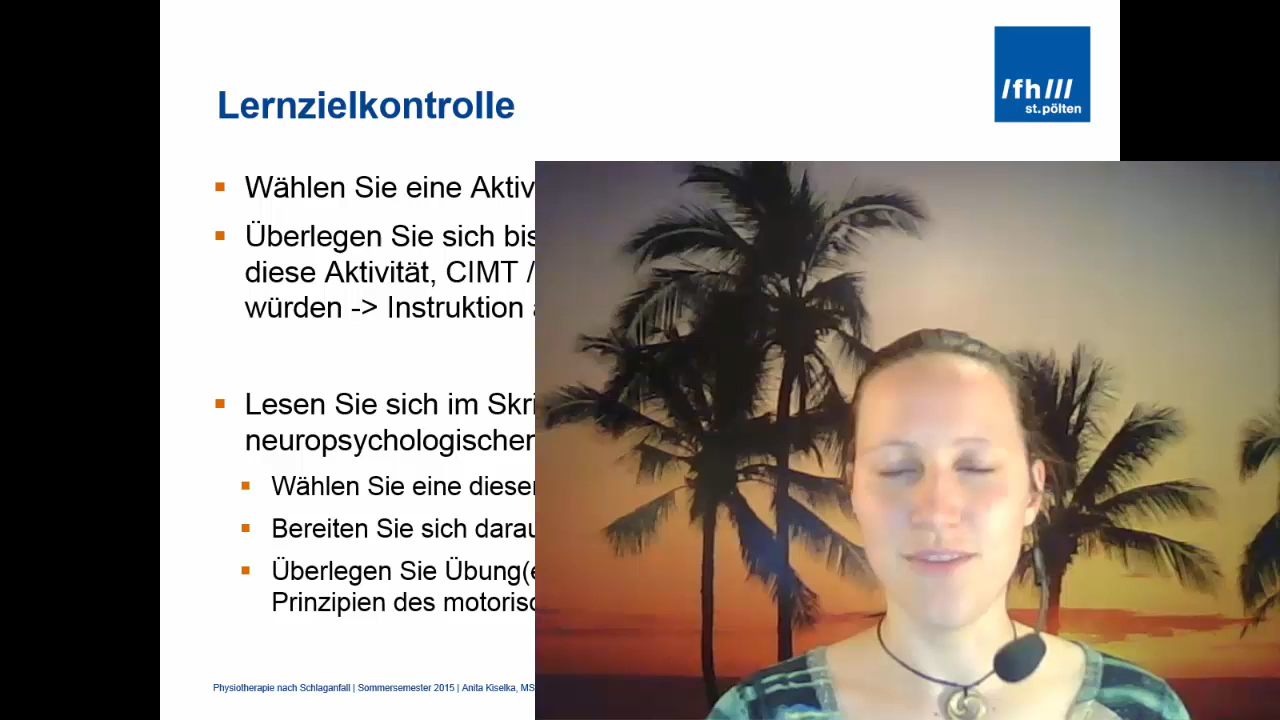 /fh///
st.pölten
Lernzielkontrolle
Wählen Sie eine Aktiv
Überlegen Sie sich bis
diese Aktivität, CIMT /
würden -> Instruktion
Lesen Sie sich im Skri
neuropsychologischen
Wählen Sie eine dieser
Bereiten Sie sich darau
Überlegen Sie Übung(e
Prinzipien des motorisc
Physiotherapie nach Schlaganfall | Sommersemester 2015 | Anita Kiselka, MS